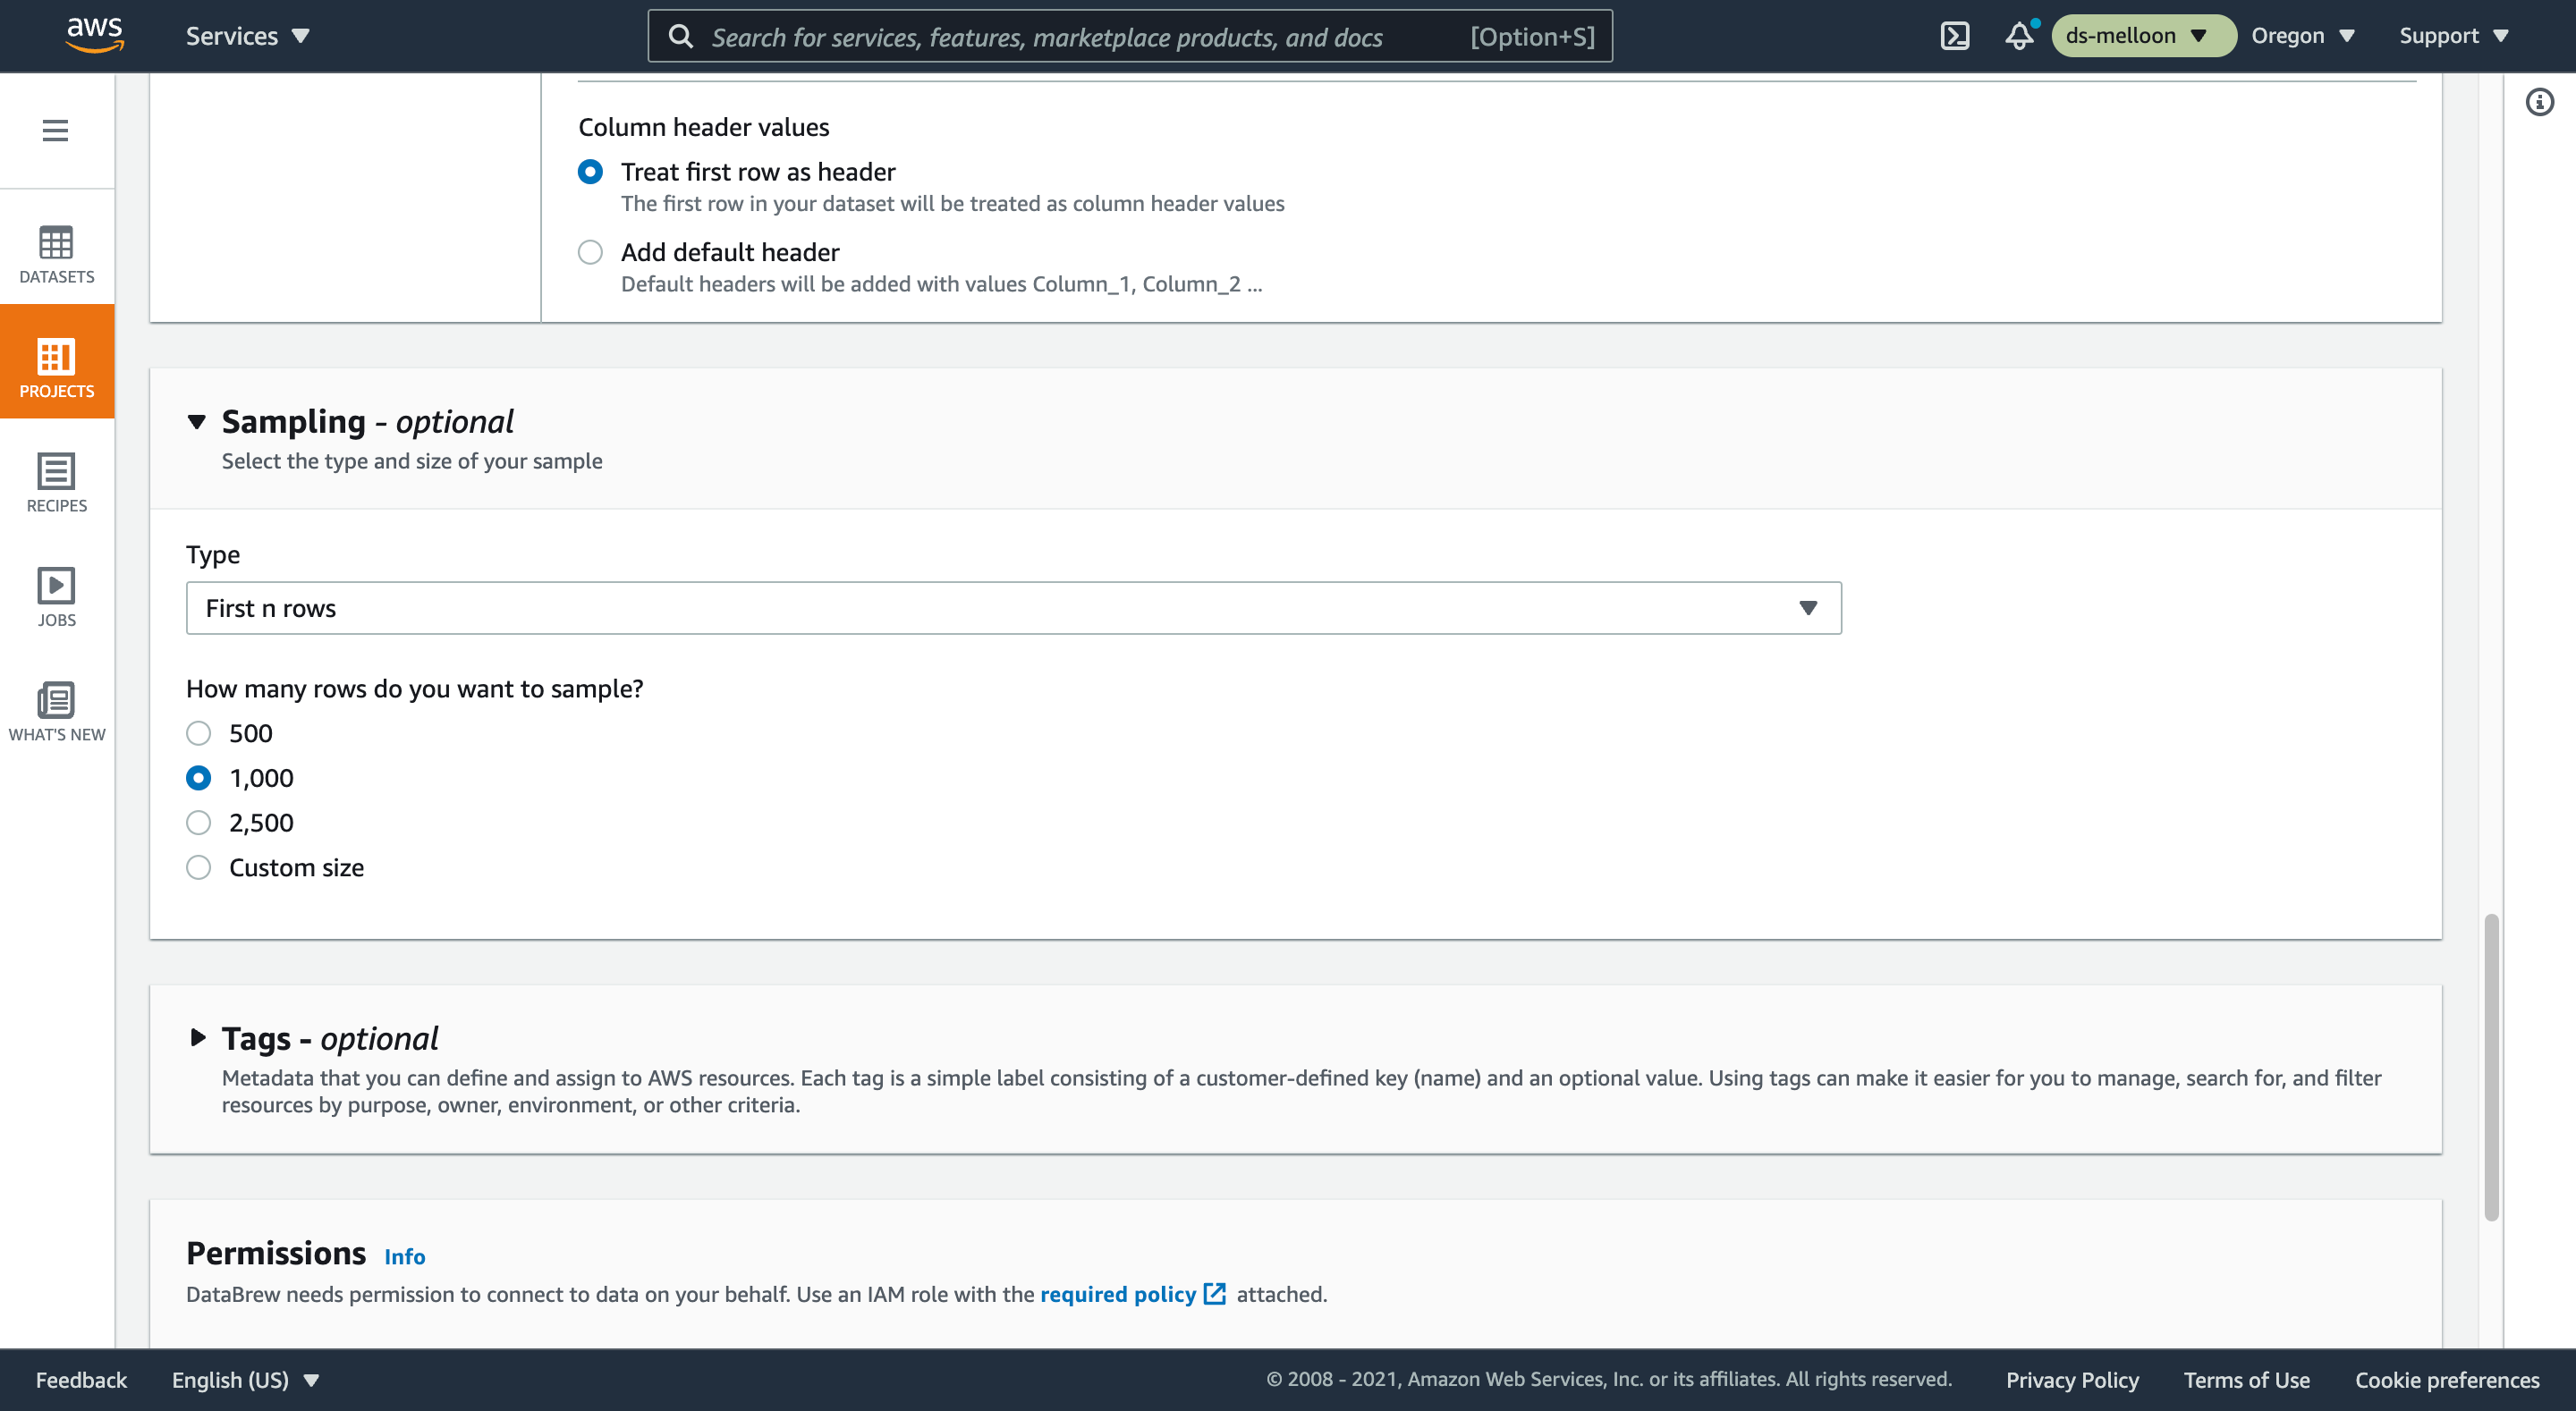 aws
Services
Search for services, features, marketplace products, and docs
[Option+S]
ds-melloon
Oregon
Support
DATASETS
PROJECTS
RECIPES
JOBS
WHAT'S NEW
Column header values
Treat first row as header
The first row in your dataset will be treated as column header values
Add default header
Default headers will be added with values Column_1, Column_2 ...
Sampling - optional
Select the type and size of your sample
Type
First n rows
How many rows do you want to sample?
500
1,000
2,500
Custom size
Tags - optional
Metadata that you can define and assign to AWS resources. Each tag is a simple label consisting of a customer-defined key (name) and an optional value. Using tags can make it easier for you to manage, search for, and filter
resources by purpose, owner, environment, or other criteria.
Permissions Info
DataBrew needs permission to connect to data on your behalf. Use an IAM role with the required policy attached.
Feedback
English (US)
© 2008 - 2021, Amazon Web Services, Inc. or its affiliates. All rights reserved.
Privacy Policy
Terms of Use
Cookie preferences